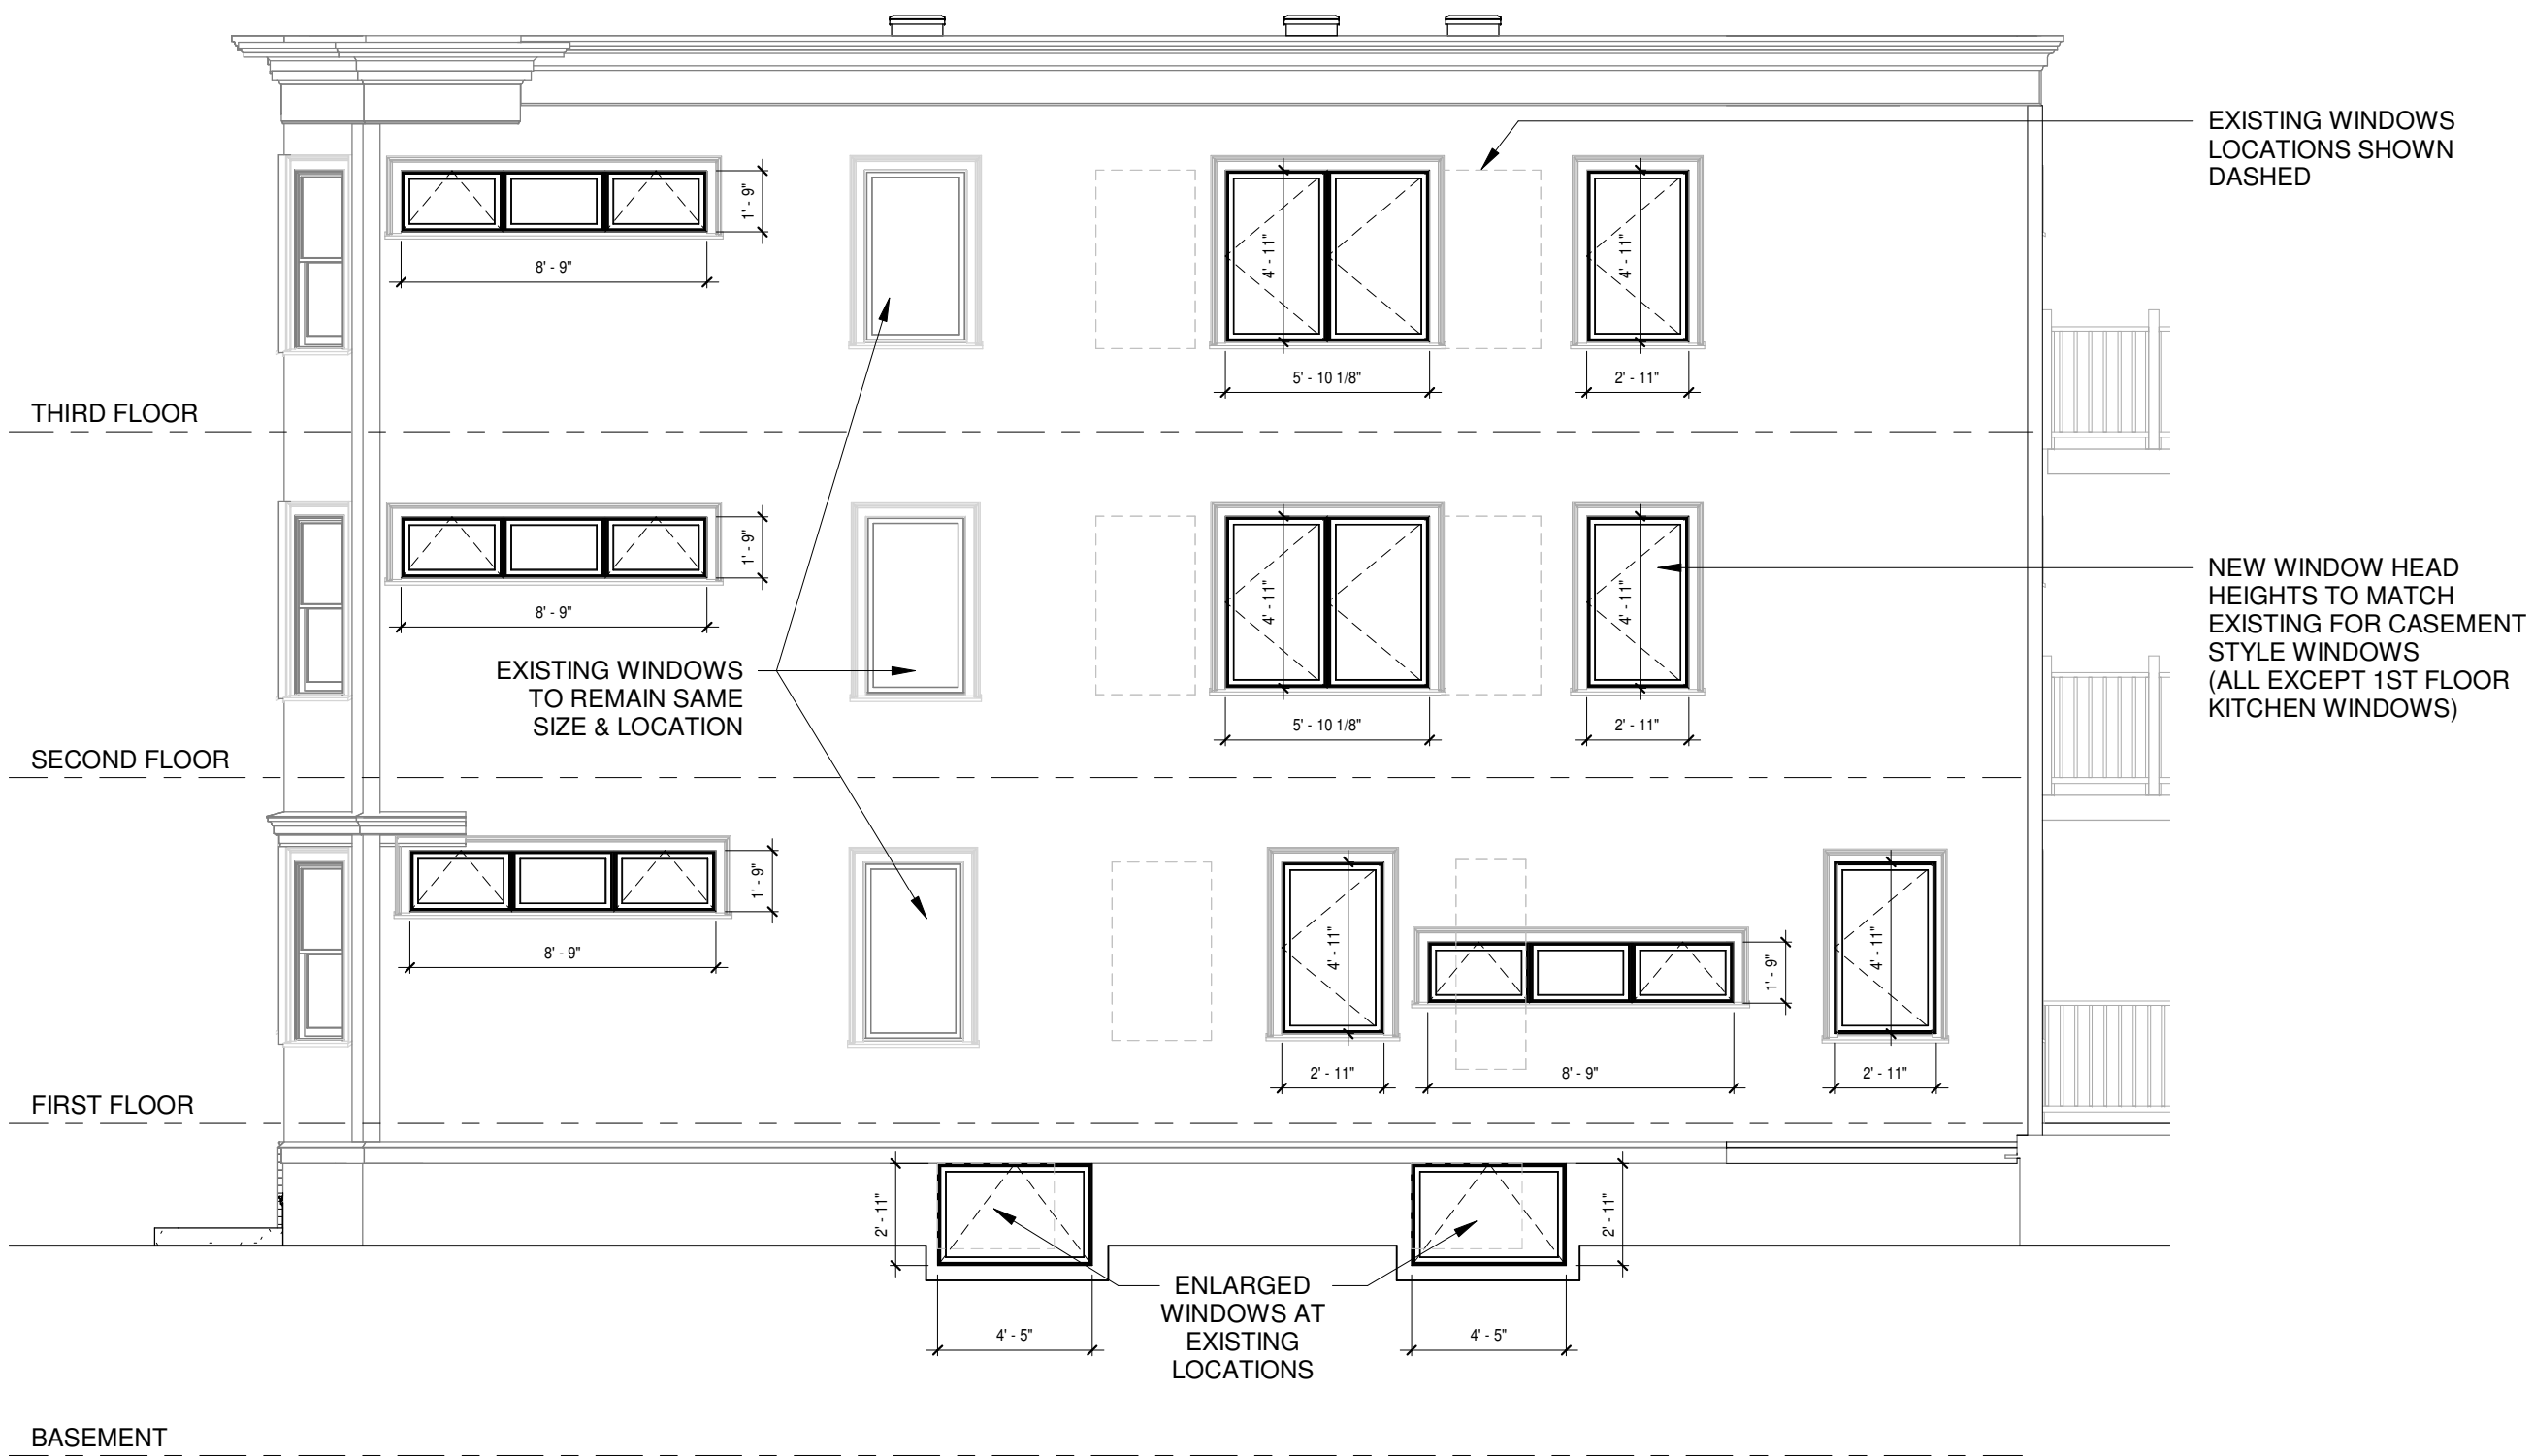 EXISTING WINDOWS
LOCATIONS SHOWN
DASHED
1' - 9"
4' - 11"
4' - 11"
8' - 9"
5' - 10 1/8"
2' - 11"
THIRD FLOOR
1' - 9"
4' - 11"
4' - 11"
NEW WINDOW HEAD
HEIGHTS TO MATCH
EXISTING FOR CASEMENT
STYLE WINDOWS
(ALL EXCEPT 1ST FLOOR
KITCHEN WINDOWS)
8' - 9"
EXISTING WINDOWS
TO REMAIN SAME
SIZE & LOCATION
5' - 10 1/8"
2' - 11"
SECOND FLOOR
1' - 9"
8' - 9"
4' - 11"
1' - 9"
4' - 11"
2' - 11"
8' - 9"
2' - 11"
FIRST FLOOR
2' - 11"
2' - 11"
ENLARGED
WINDOWS AT
EXISTING
LOCATIONS
4' - 5"
4' - 5"
BASEMENT